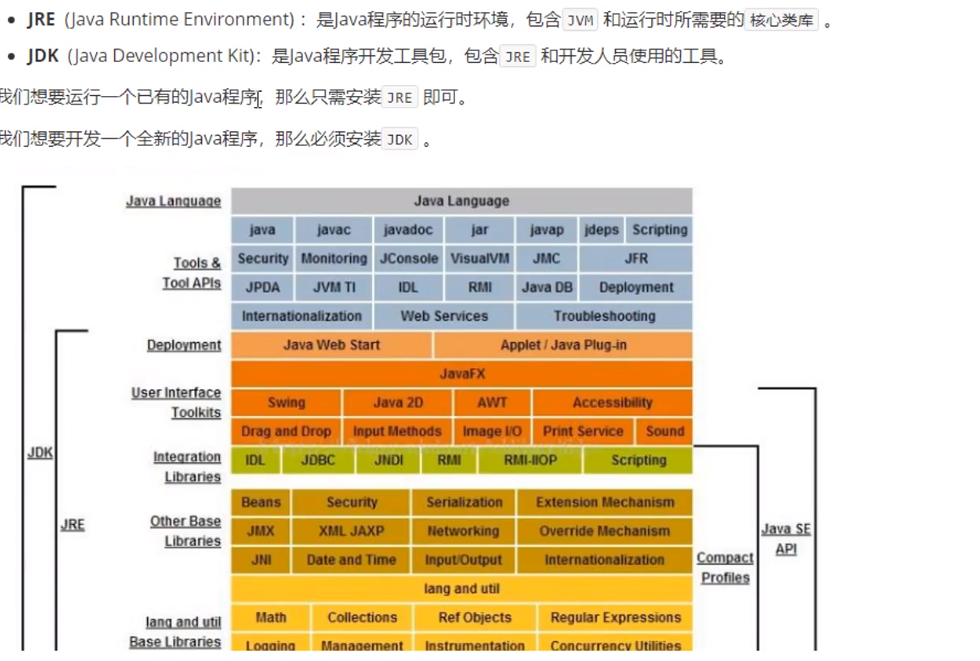 JRE (Java Runtime Environment) ：是Java程序的运行时环境，包含 JVM 和运行时所需要的 核心类库 。
JDK (Java Development Kit)：是Java程序开发工具包，包含 JRE 和开发人员使用的工具。
我们想要运行一个已有的Java程序，那么只需安装 JRE 即可。
我们想要开发一个全新的Java程序，那么必须安装 JDK 。
Java Language Java Language
java javac javadoc jar javap jdeps Scripting
Tools & Tool APIs
Security Monitoring JConsole VisualVM JMC JFR
JPDA JVM TI IDL RMI Java DB Deployment
Internationalization Web Services Troubleshooting
Deployment Java Web Start Applet / Java Plug-in
JavaFX
User Interface Toolkits
Swing Java 2D AWT Accessibility
Drag and Drop Input Methods Image I/O Print Service Sound
JDK
Integration Libraries
IDL JDBC JNDI RMI RMI-IIOP Scripting
Beans Security Serialization Extension Mechanism
JRE
Other Base Libraries
JMX XML JAXP Networking Override Mechanism
Java SE API
JNI Date and Time Input/Output Internationalization
Compact Profiles
lang and util
lang and util Base Libraries
Math Collections Ref Objects Regular Expressions
Logging Management Instrumentation Concurrency Utilities